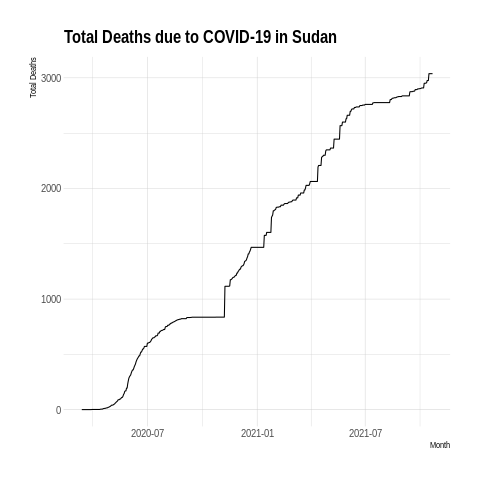 Total Deaths due to COVID-19 in Sudan
Total Deaths
3000
2000
1000
0
2020-07 2021-01 2021-07
Month